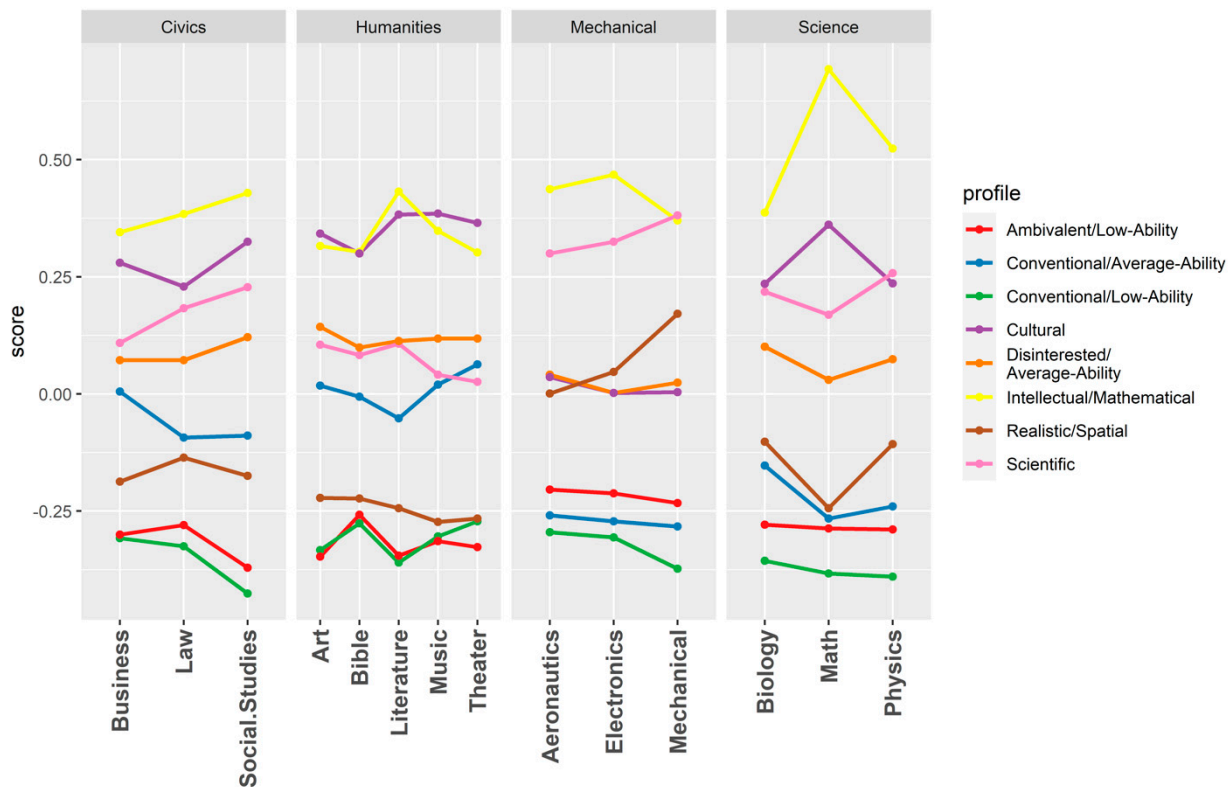 Civics
Humanities
Mechanical
Science
0.50
0.25
0.00
-0.25
score
Business
Law
Social.Studies
Art
Bible
Literature
Music
Theater
Aeronautics
Electronics
Mechanical
Biology
Math
Physics
profile
Ambivalent/Low-Ability
Conventional/Average-Ability
Conventional/Low-Ability
Cultural
Disinterested/
Average-Ability
Intellectual/Mathematical
Realistic/Spatial
Scientific